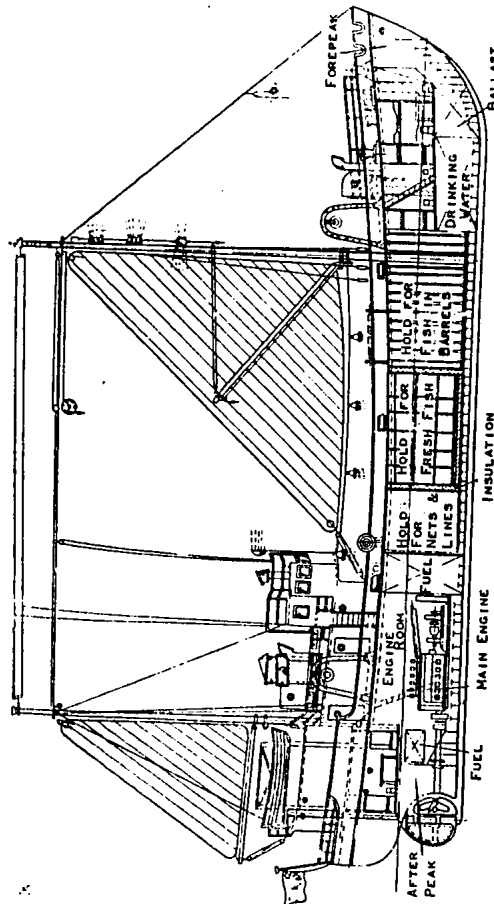 FOREPEAK
DRINKING
WATER
BALLAST
HOLD FOR
FISH IN
BARRELS
HOLD FOR
FRESH FISH
INSULATION
HOLD
FOR
NETS &
LINES
FUEL
ENGINE
ROOM
MAIN ENGINE
FUEL
AFTER
PEAK